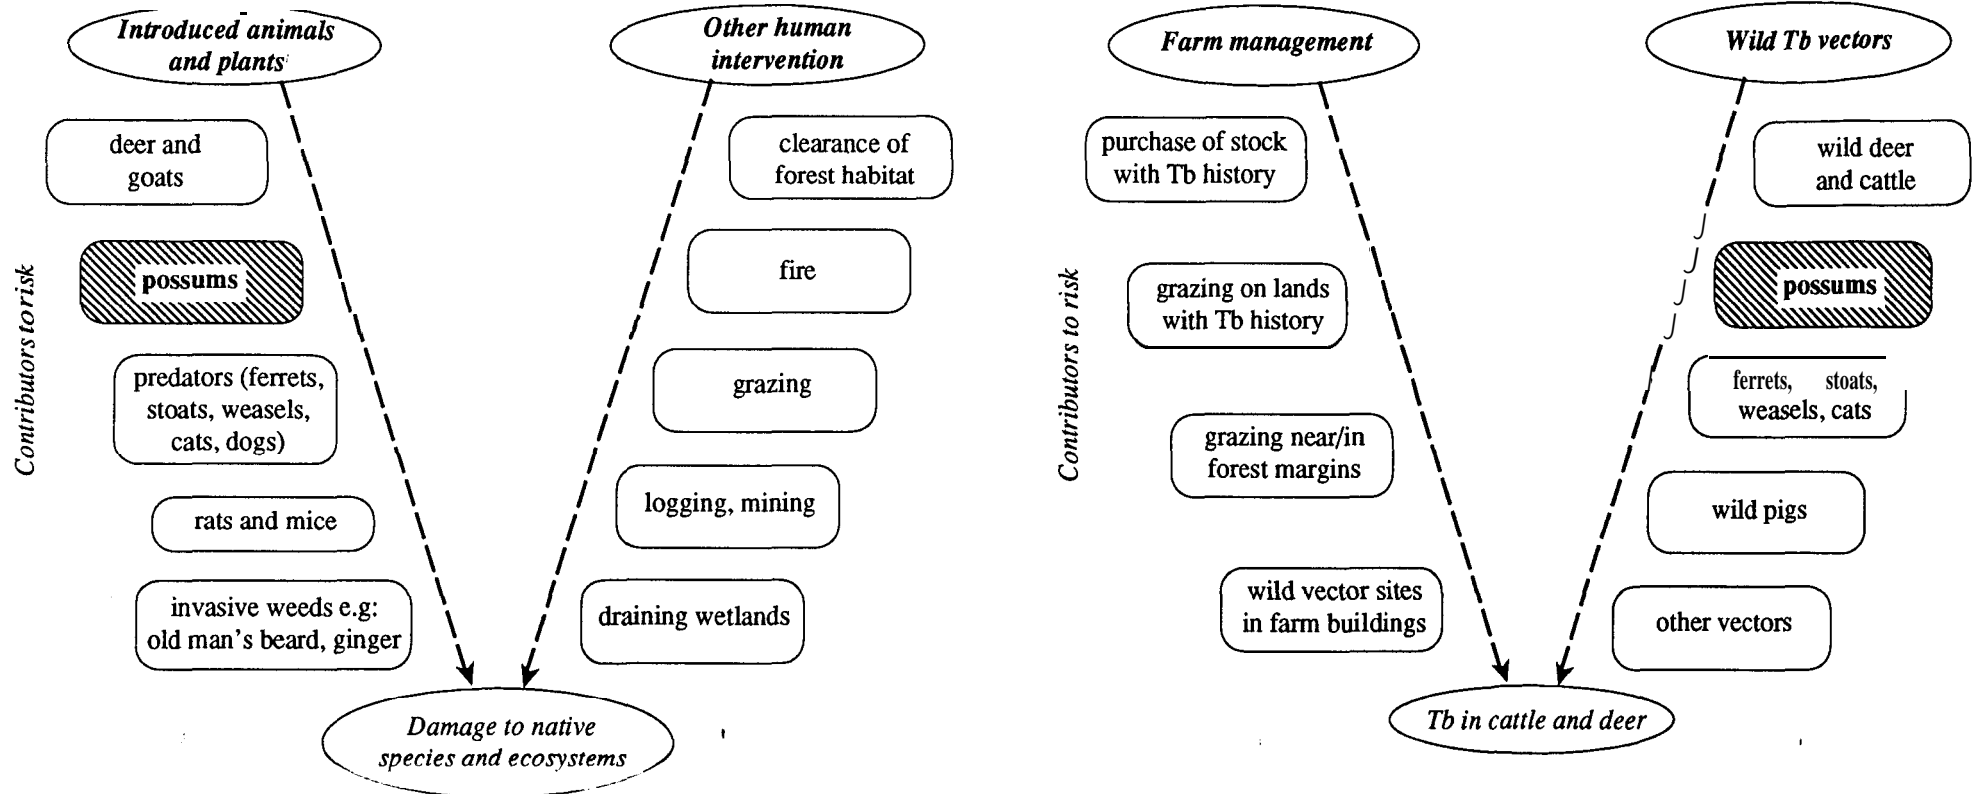 Introduced animals
and plants
Other human
intervention
Contributors to risk
deer and
goats
possums
predators (ferrets,
stoats, weasels,
cats, dogs)
rats and mice
invasive weeds e.g:
old man's beard, ginger
clearance of
forest habitat
fire
grazing
logging, mining
draining wetlands
Damage to native
species and ecosystems
Farm management
Wild Tb vectors
Contributors to risk
purchase of stock
with Tb history
grazing on lands
with Tb history
grazing near/in
forest margins
wild vector sites
in farm buildings
wild deer
and cattle
possums
ferrets, stoats,
weasels, cats
wild pigs
other vectors
Tb in cattle and deer